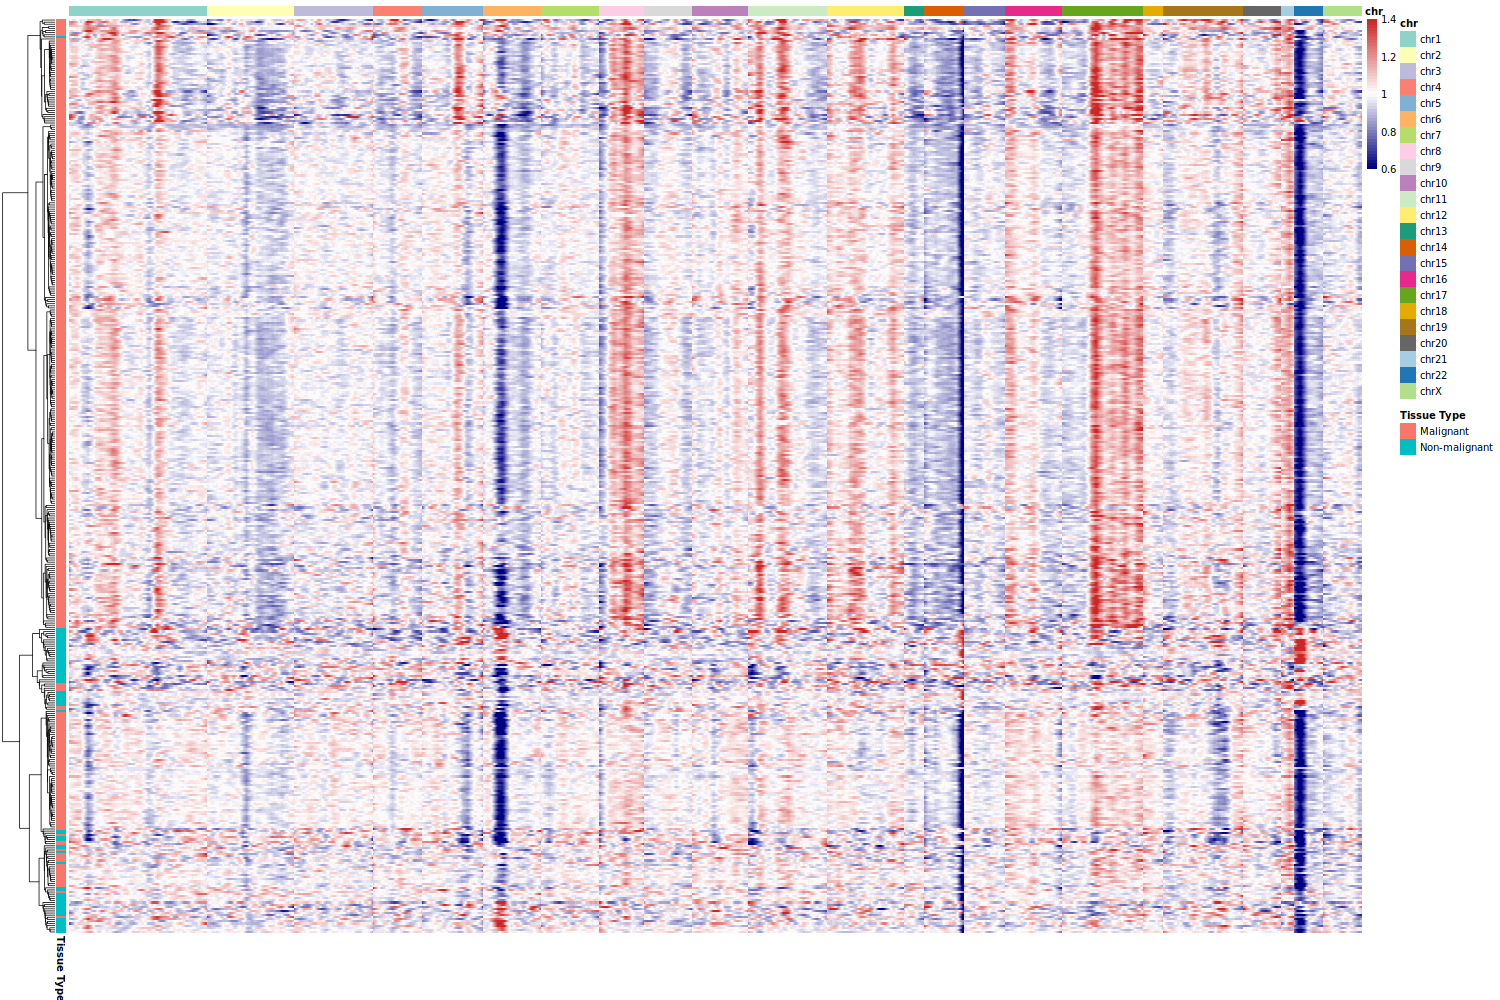 chr
1.4
1.2
1
0.8
0.6
chr
chr1
chr2
chr3
chr4
chr5
chr6
chr7
chr8
chr9
chr10
chr11
chr12
chr13
chr14
chr15
chr16
chr17
chr18
chr19
chr20
chr21
chr22
chrX
Tissue Type
Malignant
Non-malignant
Tissue Type